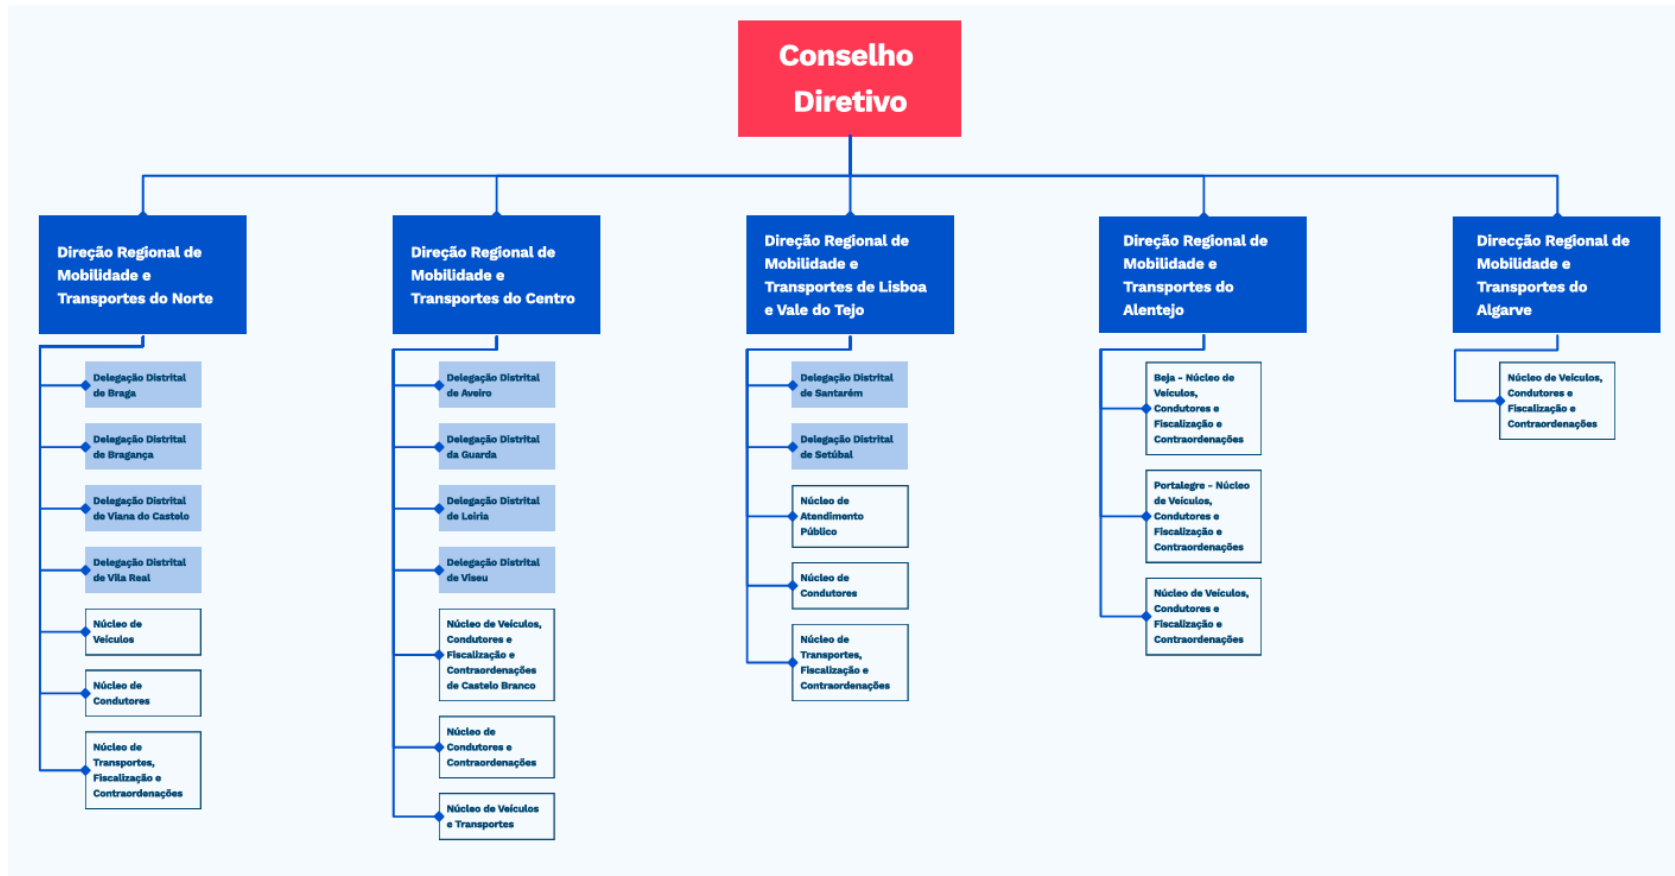 Conselho
Diretivo
Direção Regional de
Mobilidade e
Transportes do Norte
Delegação Distrital
de Braga
Delegação Distrital
de Bragança
Delegação Distrital
de Viana do Castelo
Delegação Distrital
de Vila Real
Núcleo de
Veículos
Núcleo de
Condutores
Núcleo de
Transportes,
Fiscalização e
Contraordenações
Direção Regional de
Mobilidade e
Transportes do Centro
Delegação Distrital
de Aveiro
Delegação Distrital
da Guarda
Delegação Distrital
de Leiria
Delegação Distrital
de Viseu
Núcleo de Veículos,
Condutores e
Fiscalização e
Contraordenações
de Castelo Branco
Núcleo de
Condutores e
Contraordenações
Núcleo de Veículos
e Transportes
Direção Regional de
Mobilidade e
Transportes de Lisboa
e Vale do Tejo
Delegação Distrital
de Santarém
Delegação Distrital
de Setúbal
Núcleo de
Atendimento
Público
Núcleo de
Condutores
Núcleo de
Transportes,
Fiscalização e
Contraordenações
Direção Regional de
Mobilidade e
Transportes do
Alentejo
Beja - Núcleo de
Veículos,
Condutores e
Fiscalização e
Contraordenações
Portalegre - Núcleo
de Veículos,
Condutores e
Fiscalização e
Contraordenações
Núcleo de Veículos,
Condutores e
Fiscalização e
Contraordenações
Direcção Regional de
Mobilidade e
Transportes do
Algarve
Núcleo de Veículos,
Condutores e
Fiscalização e
Contraordenações